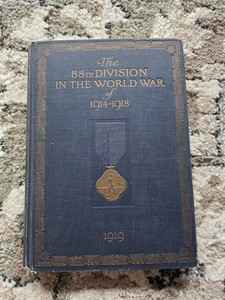 The
88TH DIVISION
IN THE WORLD WAR
of
1914-1918
1919